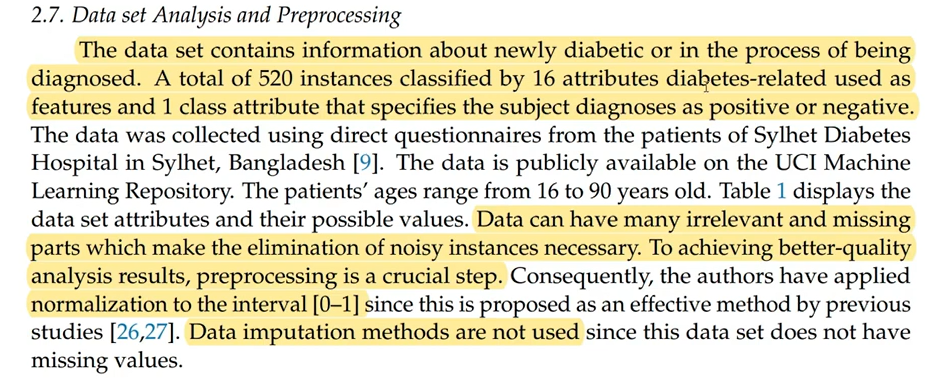 2.7. Data set Analysis and Preprocessing
The data set contains information about newly diabetic or in the process of being
diagnosed. A total of 520 instances classified by 16 attributes diabetes-related used as
features and 1 class attribute that specifies the subject diagnoses as positive or negative.
The data was collected using direct questionnaires from the patients of Sylhet Diabetes
Hospital in Sylhet, Bangladesh [9]. The data is publicly available on the UCI Machine
Learning Repository. The patients’ ages range from 16 to 90 years old. Table 1 displays the
data set attributes and their possible values. Data can have many irrelevant and missing
parts which make the elimination of noisy instances necessary. To achieving better-quality
analysis results, preprocessing is a crucial step. Consequently, the authors have applied
normalization to the interval [0–1] since this is proposed as an effective method by previous
studies [26,27]. Data imputation methods are not used since this data set does not have
missing values.